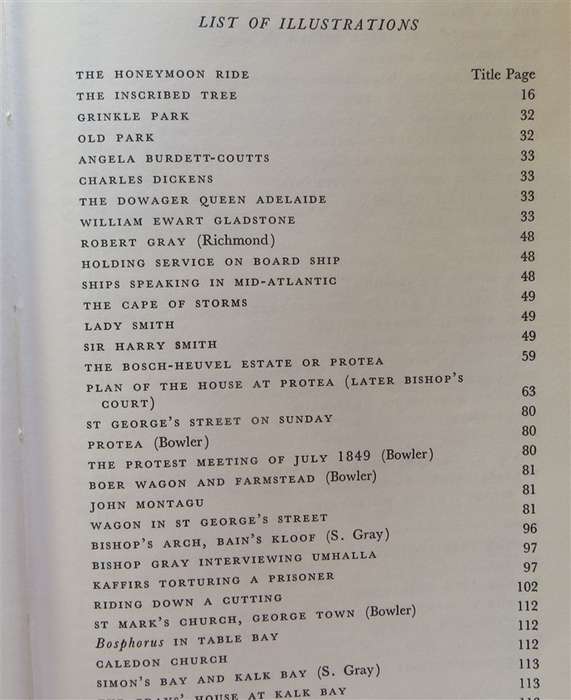 LIST OF ILLUSTRATIONS
THE HONEYMOON RIDE Title Page
THE INSCRIBED TREE 16
GRINKLE PARK 32
OLD PARK 32
ANGELA BURDETT-COUTTS 33
CHARLES DICKENS 33
THE DOWAGER QUEEN ADELAIDE 33
WILLIAM EWART GLADSTONE 33
ROBERT GRAY (Richmond) 48
HOLDING SERVICE ON BOARD SHIP 48
SHIPS SPEAKING IN MID-ATLANTIC 48
THE CAPE OF STORMS 49
LADY SMITH 49
SIR HARRY SMITH 49
THE BOSCH-HEUVEL ESTATE OR PROTEA 59
PLAN OF THE HOUSE AT PROTEA (LATER BISHOP'S
COURT) 63
ST GEORGE'S STREET ON SUNDAY 80
PROTEA (Bowler) 80
THE PROTEST MEETING OF JULY 1849 (Bowler) 80
BOER WAGON AND FARMSTEAD (Bowler) 81
JOHN MONTAGU 81
WAGON IN ST GEORGE'S STREET 81
BISHOP'S ARCH, BAIN'S KLOOF (S. Gray) 96
BISHOP GRAY INTERVIEWING UMHALLA 97
KAFFIRS TORTURING A PRISONER 97
RIDING DOWN A CUTTING 102
ST MARK'S CHURCH, GEORGE TOWN (Bowler) 112
Bosphorus IN TABLE BAY 112
CALEDON CHURCH 112
SIMON'S BAY AND KALK BAY (S. Gray) 113
HOUSE AT KALK BAY 113